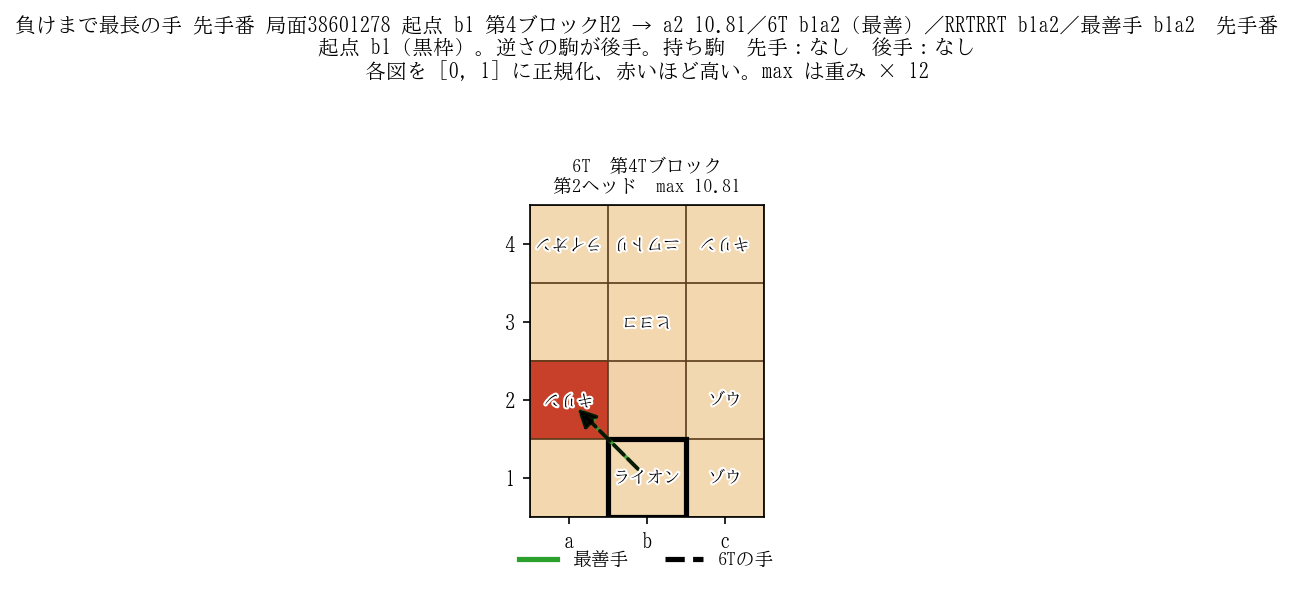 負けまで最長の手 先手番 局面38601278 起点 b1 第4ブロックH2 → a2 10.81／6T b1a2（最善）／RRTRRT b1a2／最善手 b1a2　先手番
起点 b1（黒枠）。逆さの駒が後手。持ち駒　先手：なし　後手：なし
各図を [0, 1] に正規化、赤いほど高い。max は重み × 12
6T　第4Tブロック
第2ヘッド　max 10.81
4 ライオン ニワトリ キリン
3 ヒヨコ
2 キリン ゾウ
1 ライオン ゾウ
a b c
最善手 6Tの手